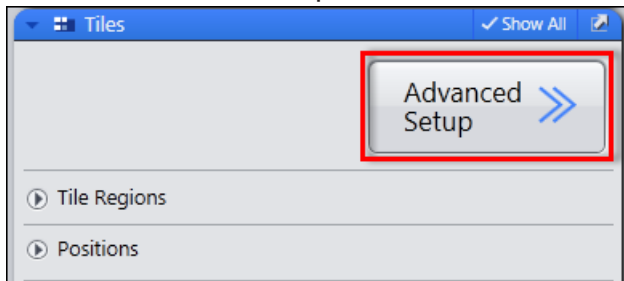 Tiles
Show All
Advanced
Setup
Tile Regions
Positions